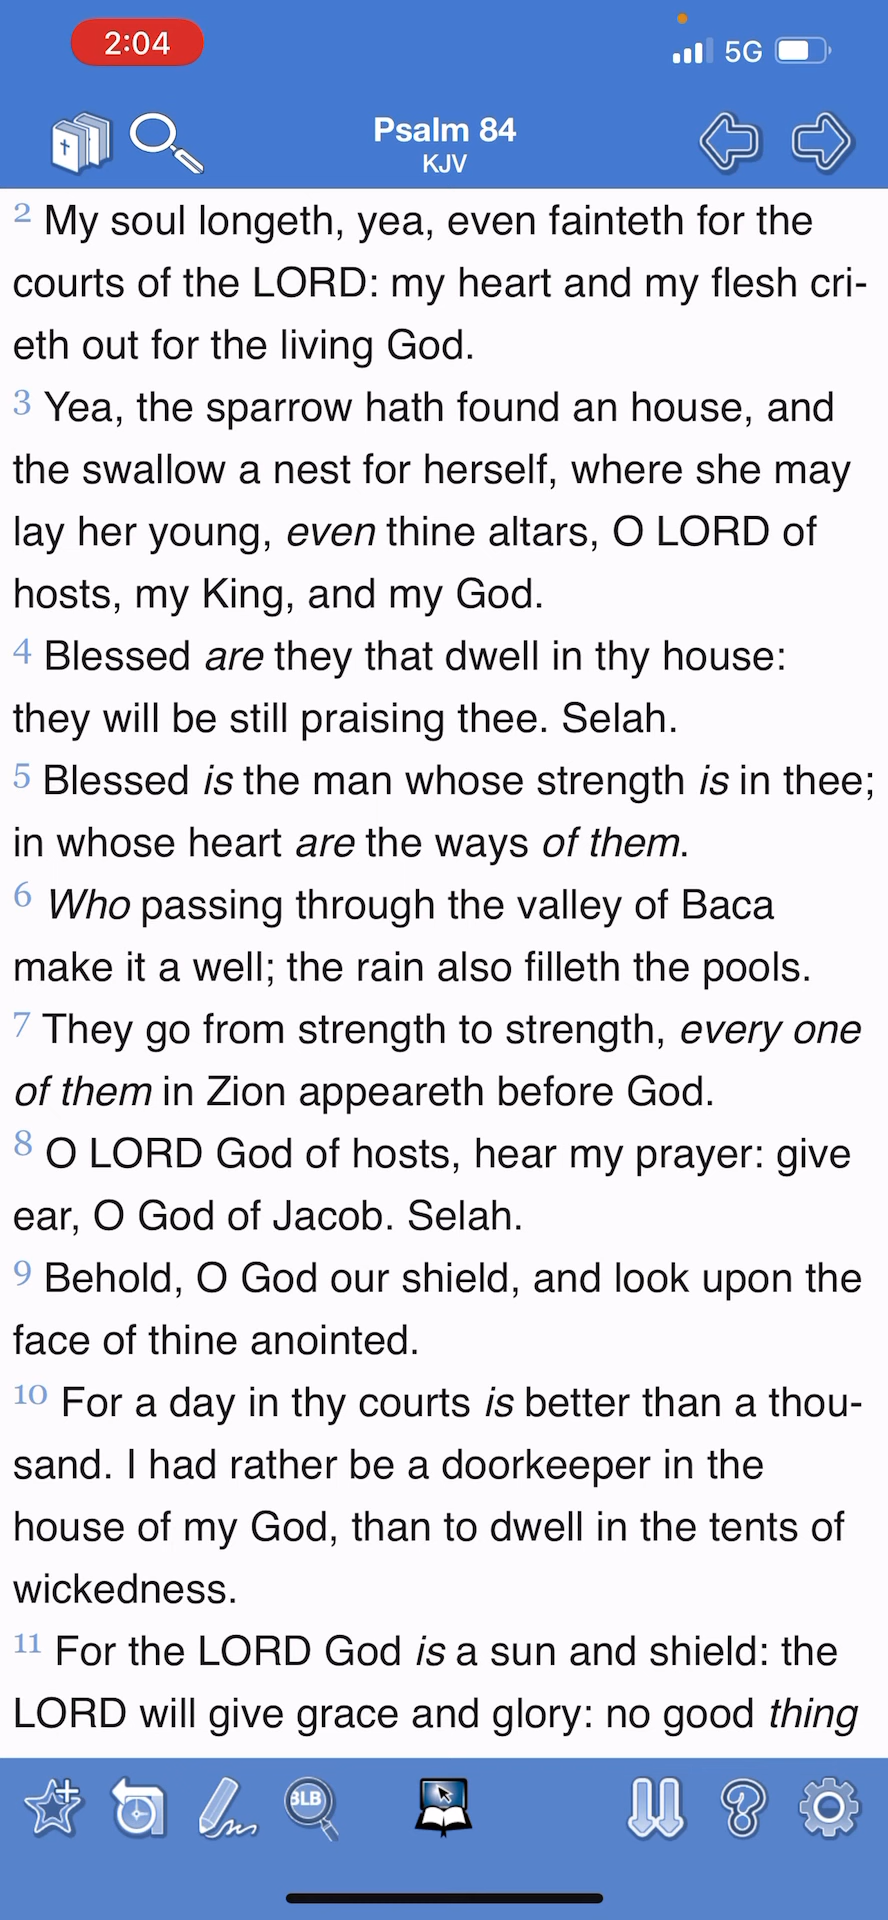 2:04
5G
Psalm 84
KJV
2 My soul longeth, yea, even fainteth for the
courts of the LORD: my heart and my flesh cri-
eth out for the living God.
3 Yea, the sparrow hath found an house, and
the swallow a nest for herself, where she may
lay her young, even thine altars, O LORD of
hosts, my King, and my God.
4 Blessed are they that dwell in thy house:
they will be still praising thee. Selah.
5 Blessed is the man whose strength is in thee;
in whose heart are the ways of them.
6 Who passing through the valley of Baca
make it a well; the rain also filleth the pools.
7 They go from strength to strength, every one
of them in Zion appeareth before God.
8 O LORD God of hosts, hear my prayer: give
ear, O God of Jacob. Selah.
9 Behold, O God our shield, and look upon the
face of thine anointed.
10 For a day in thy courts is better than a thou-
sand. I had rather be a doorkeeper in the
house of my God, than to dwell in the tents of
wickedness.
11 For the LORD God is a sun and shield: the
LORD will give grace and glory: no good thing
BLB